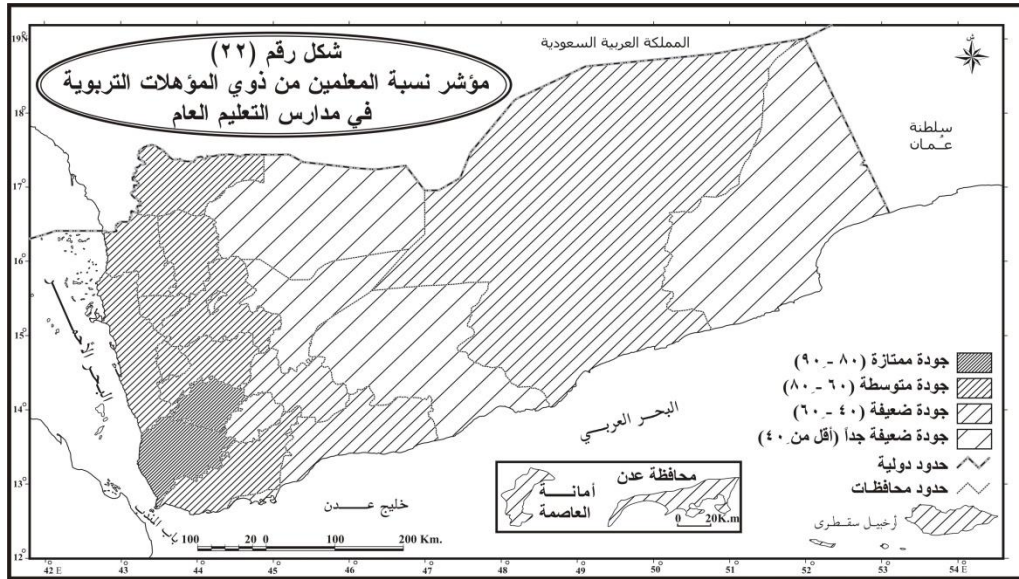 شكل رقم (٢٢)
مؤشر نسبة المعلمين من ذوي المؤهلات التربوية
في مدارس التعليم العام
المملكة العربية السعودية
ش
سلطنة
عُمان
19N
18
17
16
15
14
13
12
البحر الأحمر
باب المندب
خليج عـــدن
البحر العربي
جودة ممتازة (٨٠ - ٩٠)
جودة متوسطة (٦٠ - ٨٠)
جودة ضعيفة (٤٠ - ٦٠)
جودة ضعيفة جداً (أقل من ٤٠)
حدود دولية
حدود محافظات
أرخبيل سقطرى
محافظة عدن
0 20K.m
أمانـــة
العاصمة
100 20 0 100 200 Km.
42 E 43 44 45 46 47 48 49 50 51 52 53 54 E